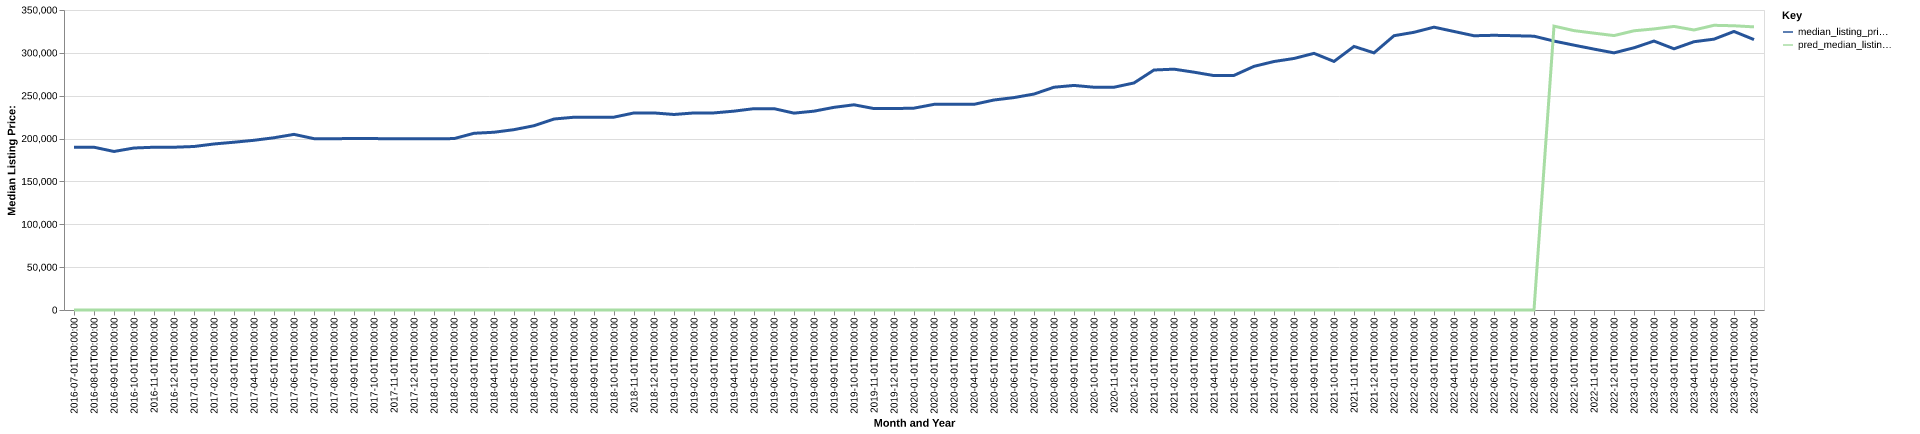 Key
median_listing_pri…
pred_median_listin…
Median Listing Price:
350,000
300,000
250,000
200,000
150,000
100,000
50,000
0
2016-07-01T00:00:00
2016-08-01T00:00:00
2016-09-01T00:00:00
2016-10-01T00:00:00
2016-11-01T00:00:00
2016-12-01T00:00:00
2017-01-01T00:00:00
2017-02-01T00:00:00
2017-03-01T00:00:00
2017-04-01T00:00:00
2017-05-01T00:00:00
2017-06-01T00:00:00
2017-07-01T00:00:00
2017-08-01T00:00:00
2017-09-01T00:00:00
2017-10-01T00:00:00
2017-11-01T00:00:00
2017-12-01T00:00:00
2018-01-01T00:00:00
2018-02-01T00:00:00
2018-03-01T00:00:00
2018-04-01T00:00:00
2018-05-01T00:00:00
2018-06-01T00:00:00
2018-07-01T00:00:00
2018-08-01T00:00:00
2018-09-01T00:00:00
2018-10-01T00:00:00
2018-11-01T00:00:00
2018-12-01T00:00:00
2019-01-01T00:00:00
2019-02-01T00:00:00
2019-03-01T00:00:00
2019-04-01T00:00:00
2019-05-01T00:00:00
2019-06-01T00:00:00
2019-07-01T00:00:00
2019-08-01T00:00:00
2019-09-01T00:00:00
2019-10-01T00:00:00
2019-11-01T00:00:00
2019-12-01T00:00:00
2020-01-01T00:00:00
2020-02-01T00:00:00
2020-03-01T00:00:00
2020-04-01T00:00:00
2020-05-01T00:00:00
2020-06-01T00:00:00
2020-07-01T00:00:00
2020-08-01T00:00:00
2020-09-01T00:00:00
2020-10-01T00:00:00
2020-11-01T00:00:00
2020-12-01T00:00:00
2021-01-01T00:00:00
2021-02-01T00:00:00
2021-03-01T00:00:00
2021-04-01T00:00:00
2021-05-01T00:00:00
2021-06-01T00:00:00
2021-07-01T00:00:00
2021-08-01T00:00:00
2021-09-01T00:00:00
2021-10-01T00:00:00
2021-11-01T00:00:00
2021-12-01T00:00:00
2022-01-01T00:00:00
2022-02-01T00:00:00
2022-03-01T00:00:00
2022-04-01T00:00:00
2022-05-01T00:00:00
2022-06-01T00:00:00
2022-07-01T00:00:00
2022-08-01T00:00:00
2022-09-01T00:00:00
2022-10-01T00:00:00
2022-11-01T00:00:00
2022-12-01T00:00:00
2023-01-01T00:00:00
2023-02-01T00:00:00
2023-03-01T00:00:00
2023-04-01T00:00:00
2023-05-01T00:00:00
2023-06-01T00:00:00
2023-07-01T00:00:00
Month and Year